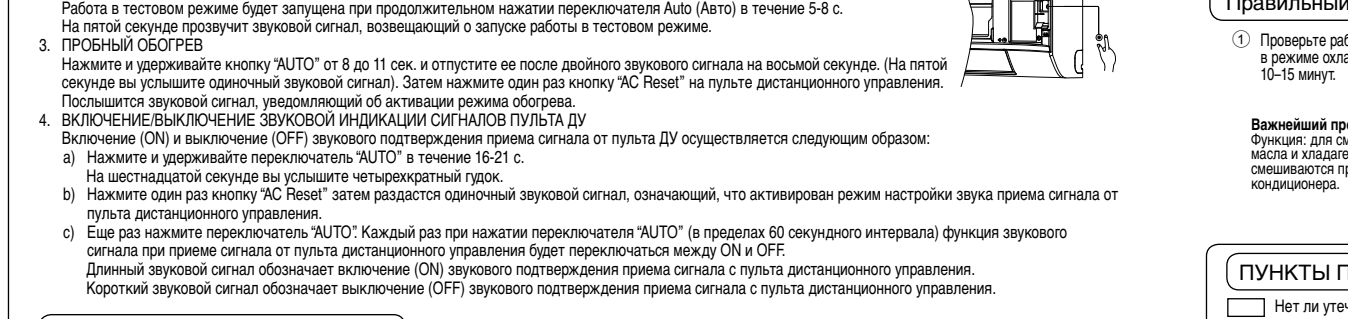 Работа в тестовом режиме будет запущена при продолжительном нажатии переключателя Auto (Авто) в течение 5-8 с.
На пятой секунде прозвучит звуковой сигнал, возвещающий о запуске работы в тестовом режиме.
3. ПРОБНЫЙ ОБОГРЕВ
Нажмите и удерживайте кнопку “AUTO” от 8 до 11 сек. и отпустите ее после двойного звукового сигнала на восьмой секунде. (На пятой
секунде вы услышите одиночный звуковой сигнал). Затем нажмите один раз кнопку “AC Reset” на пульте дистанционного управления.
Послышится звуковой сигнал, уведомляющий об активации режима обогрева.
4. ВКЛЮЧЕНИЕ/ВЫКЛЮЧЕНИЕ ЗВУКОВОЙ ИНДИКАЦИИ СИГНАЛОВ ПУЛЬТА ДУ
Включение (ON) и выключение (OFF) звукового подтверждения приема сигнала от пульта ДУ осуществляется следующим образом:
a) Нажмите и удерживайте переключатель “AUTO” в течение 16-21 с.
На шестнадцатой секунде вы услышите четырехкратный гудок.
b) Нажмите один раз кнопку “AC Reset” затем раздастся одиночный звуковой сигнал, означающий, что активирован режим настройки звука приема сигнала от
пульта дистанционного управления.
c) Еще раз нажмите переключатель “AUTO”. Каждый раз при нажатии переключателя “AUTO” (в пределах 60 секундного интервала) функция звукового
сигнала при приеме сигнала от пульта дистанционного управления будет переключаться между ON и OFF.
Длинный звуковой сигнал обозначает включение (ON) звукового подтверждения приема сигнала с пульта дистанционного управления.
Короткий звуковой сигнал обозначает выключение (OFF) звукового подтверждения приема сигнала с пульта дистанционного управления.
Правильный
① Проверьте раб
в режиме охла
10–15 минут.
Важнейший пр
Функция: для см
масла и хладаге
смешиваются п
кондиционера.
ПУНКТЫ П
Нет ли утеч